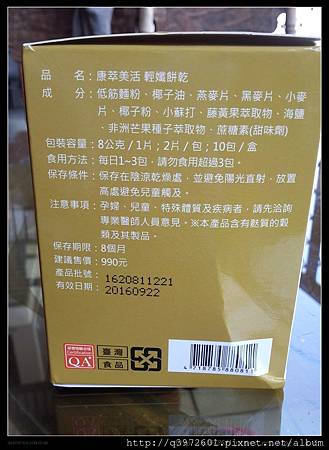 品　　名：康萃美活 輕孅餅乾
成　　分：低筋麵粉、椰子油、燕麥片、黑麥片、小麥
片、椰子粉、小蘇打、藤黃果萃取物、海鹽
、非洲芒果種子萃取物、蔗糖素(甜味劑)
包裝容量：8公克/1片；2片/包；10包/盒
食用方法：每日1~3包，請勿食用超過3包。
保存條件：保存在陰涼乾燥處，並避免陽光直射，放置
高處避免兒童觸及。
注意事項：孕婦、兒童、特殊體質及疾病者，請先洽詢
專業醫師人員意見。※本產品含有麩質的穀
類及其製品。
保存期限：8個月
建議售價：990元
產品批號：1620811221
有效日期：20160922
QA
臺灣
食品
4 718785 860811
http://q3972601.pixnet.net/album